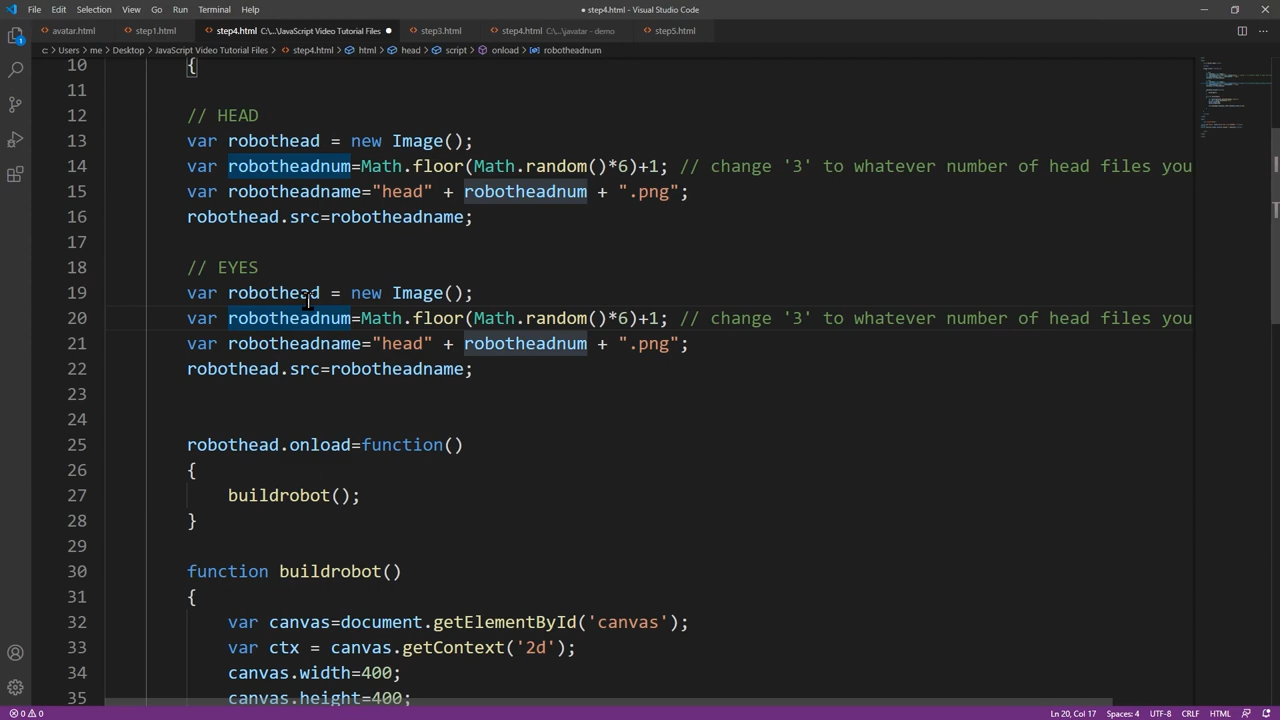 File Edit Selection View Go Run Terminal Help
● step4.html - Visual Studio Code
avatar.html step1.html step4.html C:\...\JavaScript Video Tutorial Files ● step3.html step4.html C:\...\javatar - demo step5.html
c: > Users > me > Desktop > JavaScript Video Tutorial Files > step4.html > html > head > script > onload > robotheadnum
10 {
11
12 // HEAD
13 var robothead = new Image();
14 var robotheadnum=Math.floor(Math.random()*6)+1; // change '3' to whatever number of head files you
15 var robotheadname="head" + robotheadnum + ".png";
16 robothead.src=robotheadname;
17
18 // EYES
19 var robothead = new Image();
20 var robotheadnum=Math.floor(Math.random()*6)+1; // change '3' to whatever number of head files you
21 var robotheadname="head" + robotheadnum + ".png";
22 robothead.src=robotheadname;
23
24
25 robothead.onload=function()
26 {
27 buildrobot();
28 }
29
30 function buildrobot()
31 {
32 var canvas=document.getElementById('canvas');
33 var ctx = canvas.getContext('2d');
34 canvas.width=400;
35 canvas.height=400;
0 0 Ln 20, Col 17 Spaces: 4 UTF-8 CRLF HTML